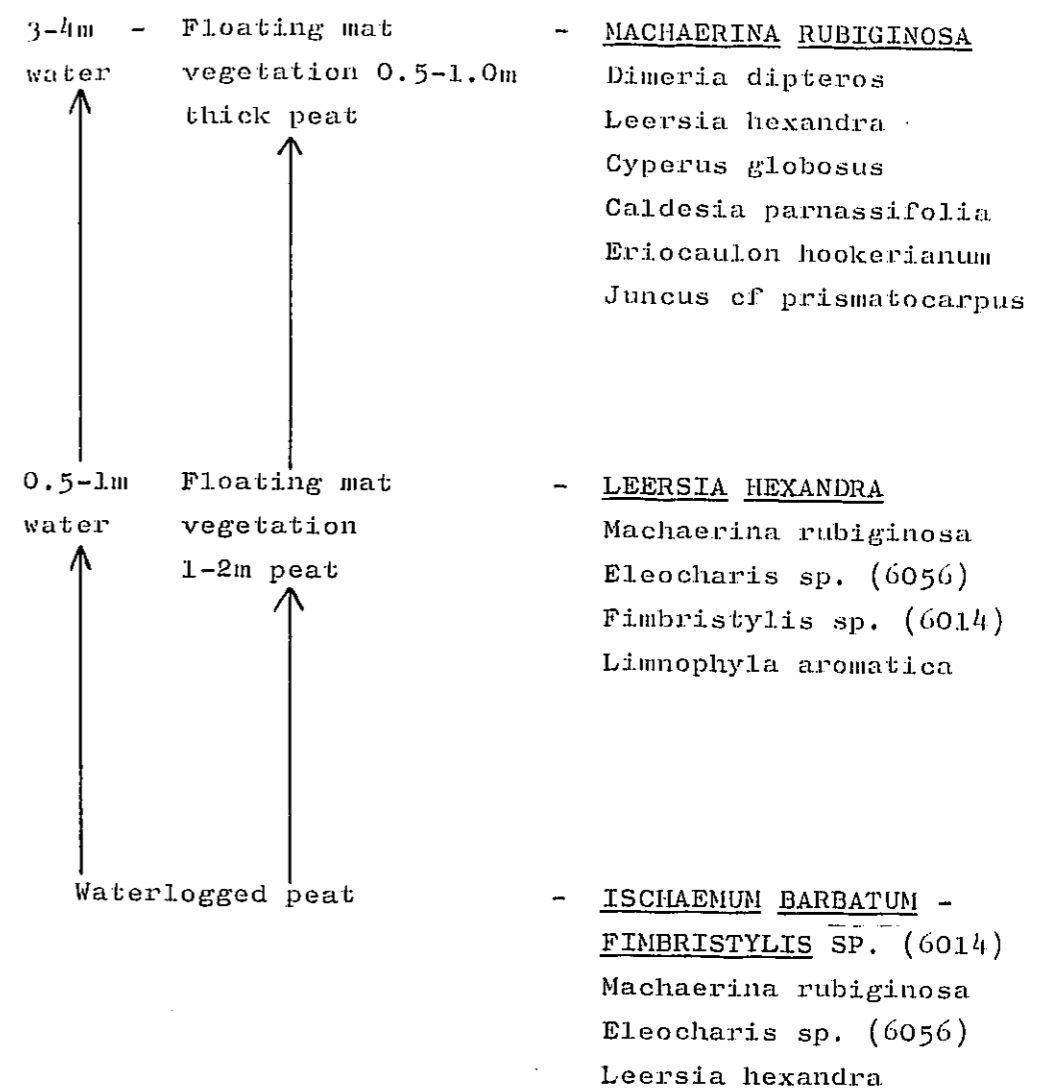 3-4m - Floating mat - MACHAERINA RUBIGINOSA
water vegetation 0.5-1.0m Dimeria dipteros
thick peat Leersia hexandra
Cyperus globosus
Caldesia parnassifolia
Eriocaulon hookerianum
Juncus cf prismatocarpus
0.5-1m Floating mat - LEERSIA HEXANDRA
water vegetation Machaerina rubiginosa
1-2m peat Eleocharis sp. (6056)
Fimbristylis sp. (6014)
Limnophyla aromatica
Waterlogged peat - ISCHAEMUM BARBATUM -
FIMBRISTYLIS SP. (6014)
Machaerina rubiginosa
Eleocharis sp. (6056)
Leersia hexandra